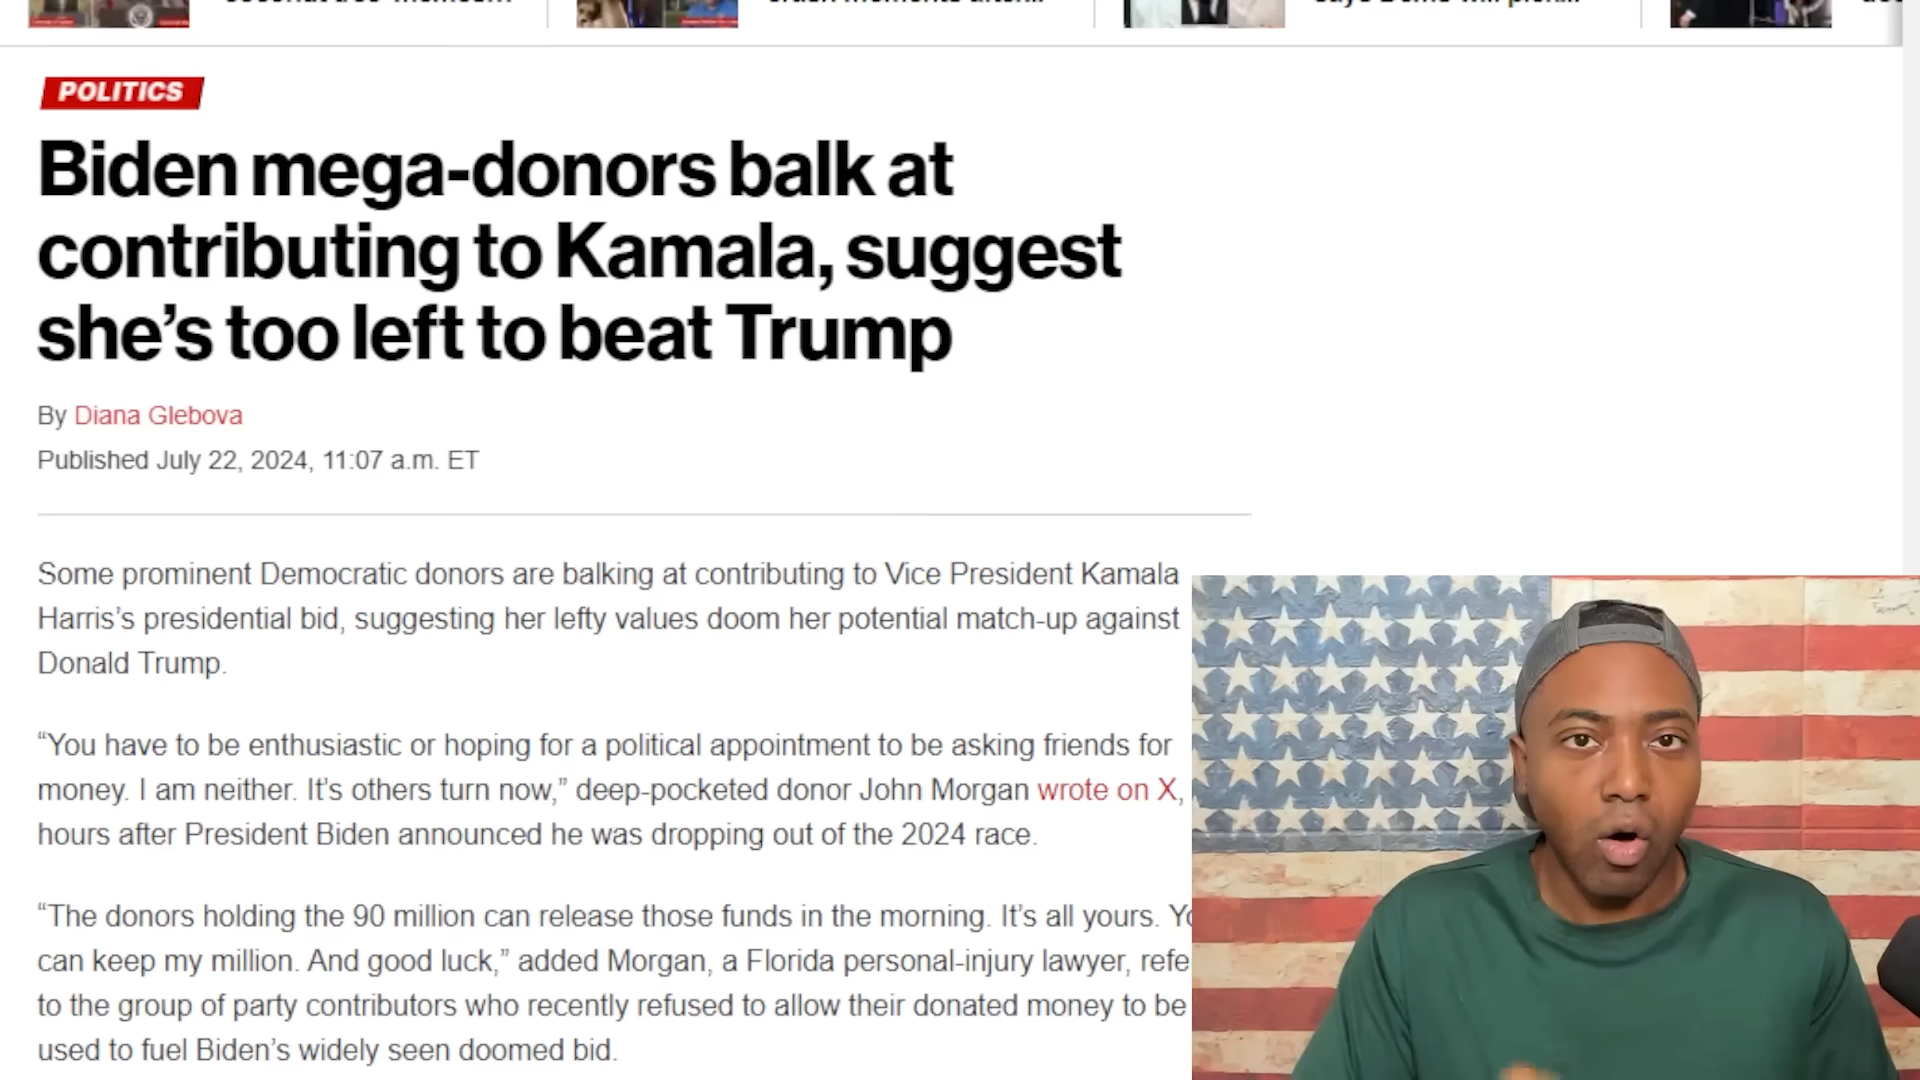 POLITICS
Biden mega-donors balk at
contributing to Kamala, suggest
she’s too left to beat Trump
By Diana Glebova
Published July 22, 2024, 11:07 a.m. ET
Some prominent Democratic donors are balking at contributing to Vice President Kamala
Harris’s presidential bid, suggesting her lefty values doom her potential match-up against
Donald Trump.
“You have to be enthusiastic or hoping for a political appointment to be asking friends for
money. I am neither. It’s others turn now,” deep-pocketed donor John Morgan wrote on X,
hours after President Biden announced he was dropping out of the 2024 race.
“The donors holding the 90 million can release those funds in the morning. It’s all yours.
can keep my million. And good luck,” added Morgan, a Florida personal-injury lawyer,
to the group of party contributors who recently refused to allow their donated money to be
used to fuel Biden’s widely seen doomed bid.